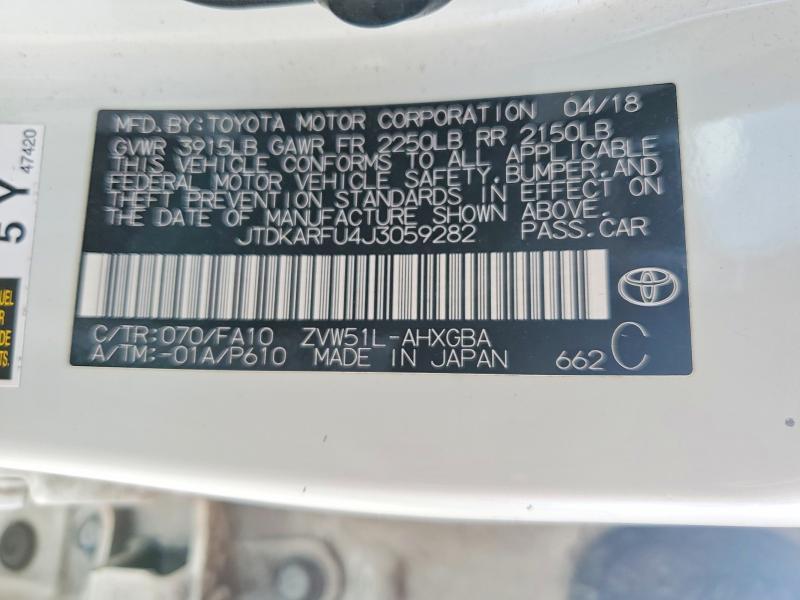 MFD.BY:TOYOTA MOTOR CORPORATION 04/18
GVWR 3915LB GAWR FR 2250LB RR 2150LB
THIS VEHICLE CONFORMS TO ALL APPLICABLE
FEDERAL MOTOR VEHICLE SAFETY,BUMPER,AND
THEFT PREVENTION STANDARDS IN EFFECT ON
THE DATE OF MANUFACTURE SHOWN ABOVE.
JTDKARFU4J3059282 PASS.CAR
C/TR:070/FA10 ZVW51L-AHXGBA
A/TM:-01A/P610 MADE IN JAPAN 662 C
5 Y
47420